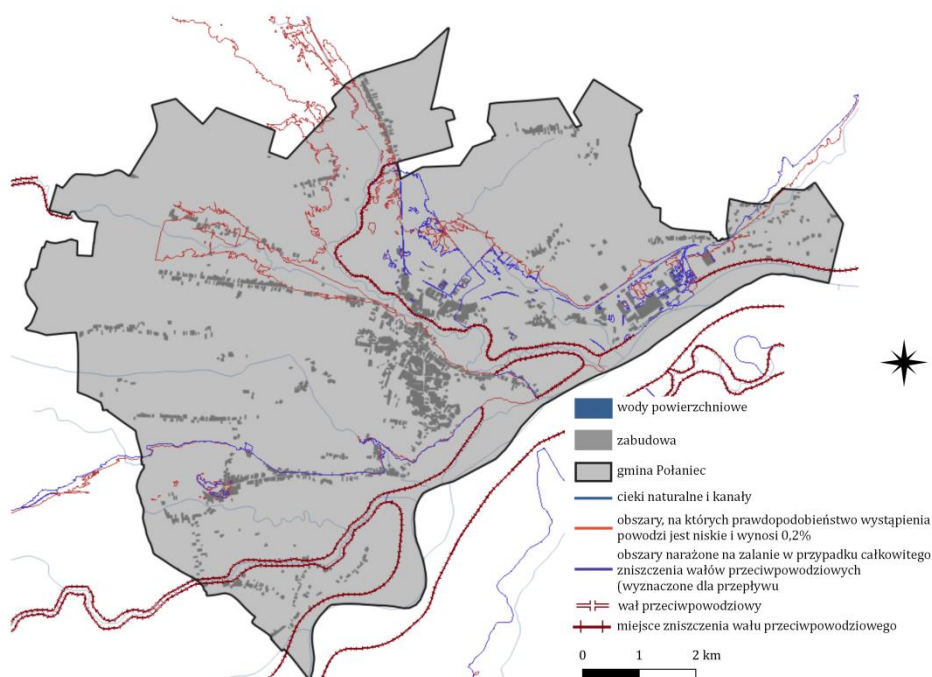 wody powierzchniowe
zabudowa
gmina Połaniec
cieki naturalne i kanały
obszary, na których prawdopodobieństwo wystąpienia
powodzi jest niskie i wynosi 0,2%
obszary narażone na zalanie w przypadku całkowitego
zniszczenia wałów przeciwpowodziowych
(wyznaczone dla przepływu
wał przeciwpowodziowy
miejsce zniszczenia wału przeciwpowodziowego
0 1 2 km